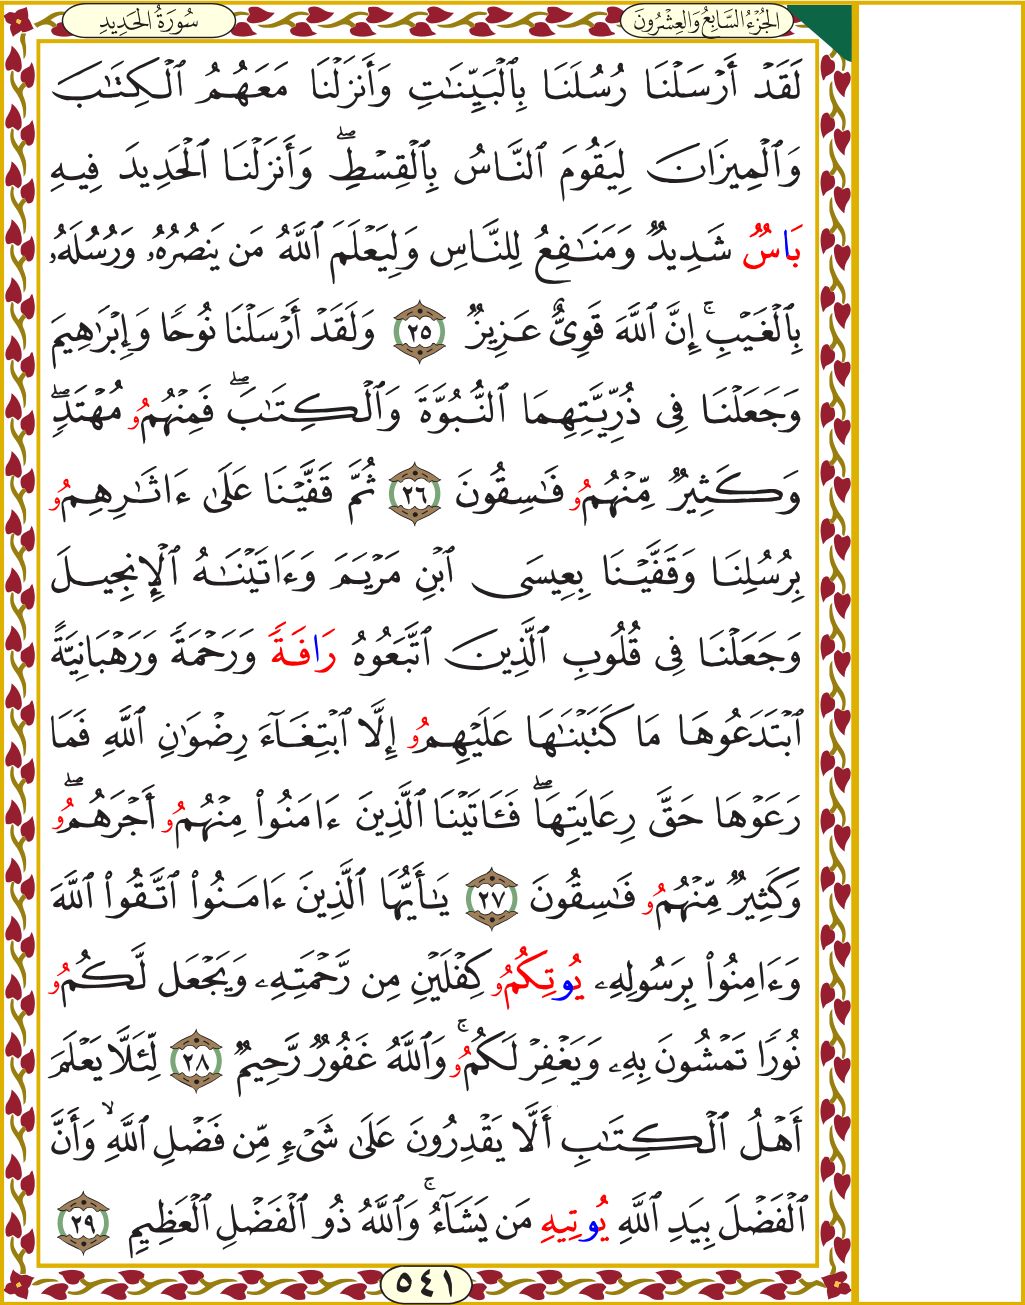 الجُزْءُ السَّابِعُ وَالعِشْرُونَ
سُورَةُ الحَدِيدِ
لَقَدۡ أَرۡسَلۡنَا رُسُلَنَا بِٱلۡبَيِّنَٰتِ وَأَنزَلۡنَا مَعَهُمُ ٱلۡكِتَٰبَ
وَٱلۡمِيزَانَ لِيَقُومَ ٱلنَّاسُ بِٱلۡقِسۡطِۖ وَأَنزَلۡنَا ٱلۡحَدِيدَ فِيهِ
بَاسٞ شَدِيدٞ وَمَنَٰفِعُ لِلنَّاسِ وَلِيَعۡلَمَ ٱللَّهُ مَن يَنصُرُهُۥ وَرُسُلَهُۥ
بِٱلۡغَيۡبِۚ إِنَّ ٱللَّهَ قَوِيٌّ عَزِيزٞ ٢٥ وَلَقَدۡ أَرۡسَلۡنَا نُوحٗا وَإِبۡرَٰهِيمَ
وَجَعَلۡنَا فِي ذُرِّيَّتِهِمَا ٱلنُّبُوَّةَ وَٱلۡكِتَٰبَۖ فَمِنۡهُمُۥ مُهۡتَدٖۖ
وَكَثِيرٞ مِّنۡهُمُۥ فَٰسِقُونَ ٢٦ ثُمَّ قَفَّيۡنَا عَلَىٰ ءَاثَٰرِهِمُۥ
بِرُسُلِنَا وَقَفَّيۡنَا بِعِيسَى ٱبۡنِ مَرۡيَمَ وَءَاتَيۡنَٰهُ ٱلۡإِنجِيلَ
وَجَعَلۡنَا فِي قُلُوبِ ٱلَّذِينَ ٱتَّبَعُوهُ رَافَةٗ وَرَحۡمَةٗ وَرَهۡبَانِيَّةً
ٱبۡتَدَعُوهَا مَا كَتَبۡنَٰهَا عَلَيۡهِمُۥ إِلَّا ٱبۡتِغَآءَ رِضۡوَٰنِ ٱللَّهِ فَمَا
رَعَوۡهَا حَقَّ رِعَايَتِهَاۖ فَـَٔاتَيۡنَا ٱلَّذِينَ ءَامَنُواْ مِنۡهُمُۥ أَجۡرَهُمُۥۖ
وَكَثِيرٞ مِّنۡهُمُۥ فَٰسِقُونَ ٢٧ يَٰٓأَيُّهَا ٱلَّذِينَ ءَامَنُواْ ٱتَّقُواْ ٱللَّهَ
وَءَامِنُواْ بِرَسُولِهِۦ يُوتِكُمُۥ كِفۡلَيۡنِ مِن رَّحۡمَتِهِۦ وَيَجۡعَل لَّكُمُۥ
نُورٗا تَمۡشُونَ بِهِۦ وَيَغۡفِرۡ لَكُمُۥۚ وَٱللَّهُ غَفُورٞ رَّحِيمٞ ٢٨ لِّئَلَّا يَعۡلَمَ
أَهۡلُ ٱلۡكِتَٰبِ أَلَّا يَقۡدِرُونَ عَلَىٰ شَيۡءٖ مِّن فَضۡلِ ٱللَّهِ ۙ وَأَنَّ
ٱلۡفَضۡلَ بِيَدِ ٱللَّهِ يُوتِيهِ مَن يَشَآءُۚ وَٱللَّهُ ذُو ٱلۡفَضۡلِ ٱلۡعَظِيمِ ٢٩
٥٤١